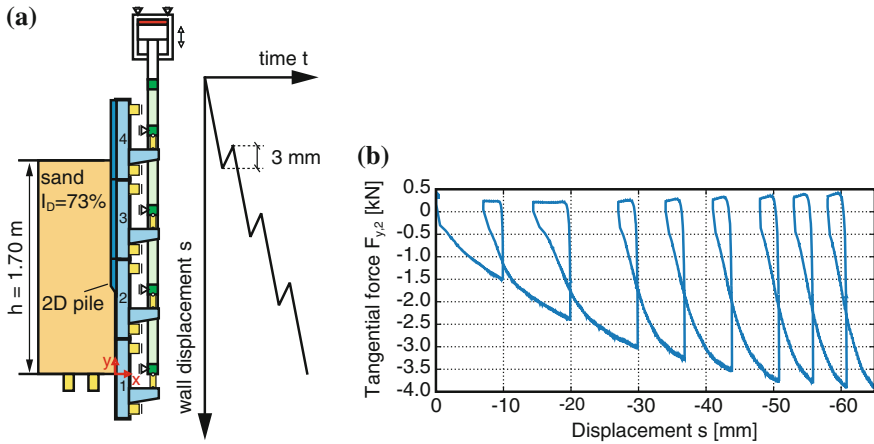 (a)
time t
4
3
2
1
sand
I_D=73%
h = 1.70 m
2D pile
y
x
3 mm
wall displacement s
(b)
Tangential force F_y,2 [kN]
0.5
0
-0.5
-1.0
-1.5
-2.0
-2.5
-3.0
-3.5
-4.0
0
-10
-20
-30
-40
-50
-60
Displacement s [mm]